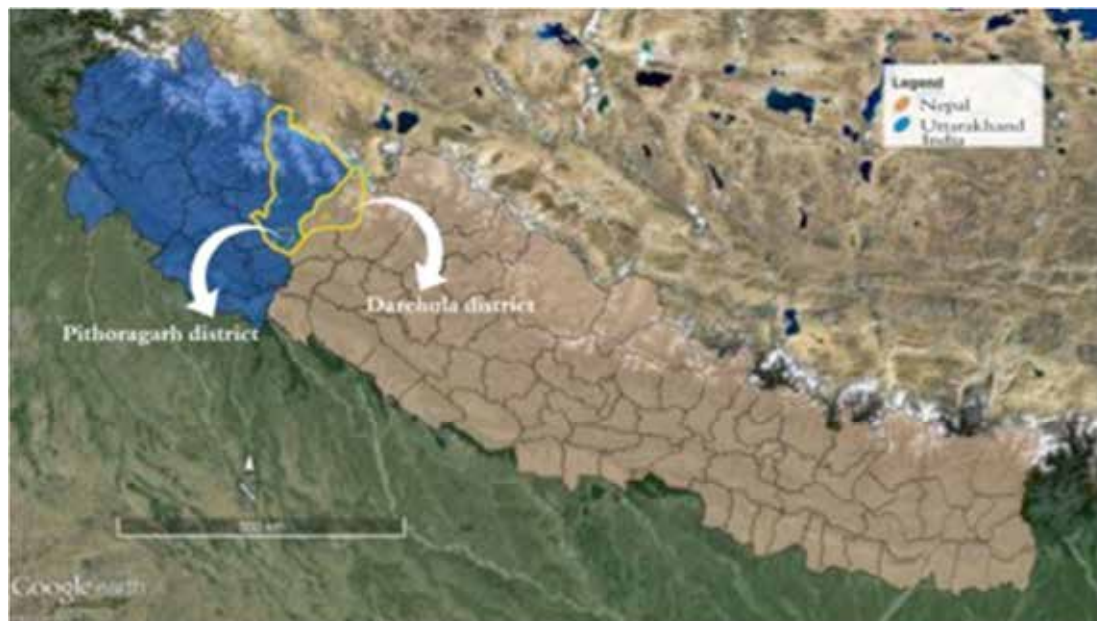 Legend
Nepal
Uttarakhand
India
Darchula district
Pithoragarh district
Google earth